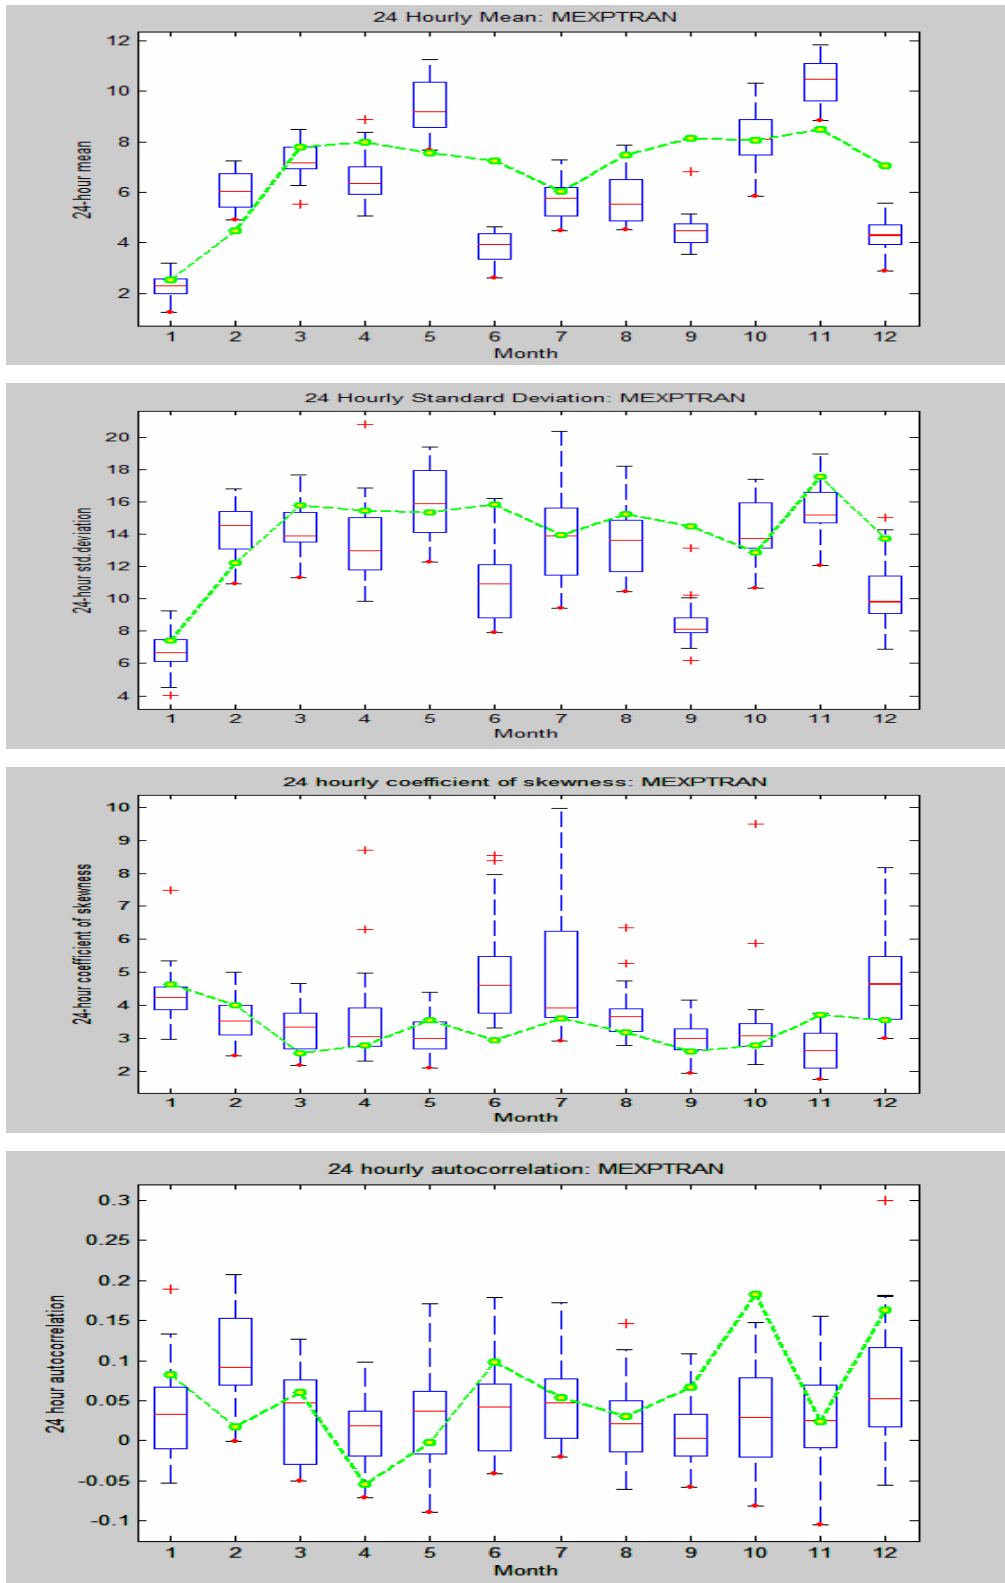 24 Hourly Mean: MEXPTRAN
24-hour mean
12
10
8
6
4
2
1 2 3 4 5 6 7 8 9 10 11 12
Month
24 Hourly Standard Deviation: MEXPTRAN
24-hour std.deviation
20
18
16
14
12
10
8
6
4
1 2 3 4 5 6 7 8 9 10 11 12
Month
24 hourly coefficient of skewness: MEXPTRAN
24-hour coefficient of skewness
10
9
8
7
6
5
4
3
2
1 2 3 4 5 6 7 8 9 10 11 12
Month
24 hourly autocorrelation: MEXPTRAN
24 hour autocorrelation
0.3
0.25
0.2
0.15
0.1
0.05
0
-0.05
-0.1
1 2 3 4 5 6 7 8 9 10 11 12
Month